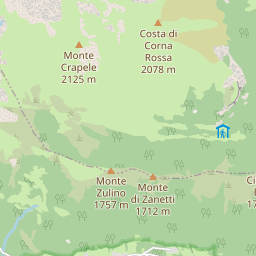 Costa di
Corna
Rossa
2078 m
Monte
Crapele
2125 m
Monte
Zulino
1757 m
Monte
di Zanetti
1712 m